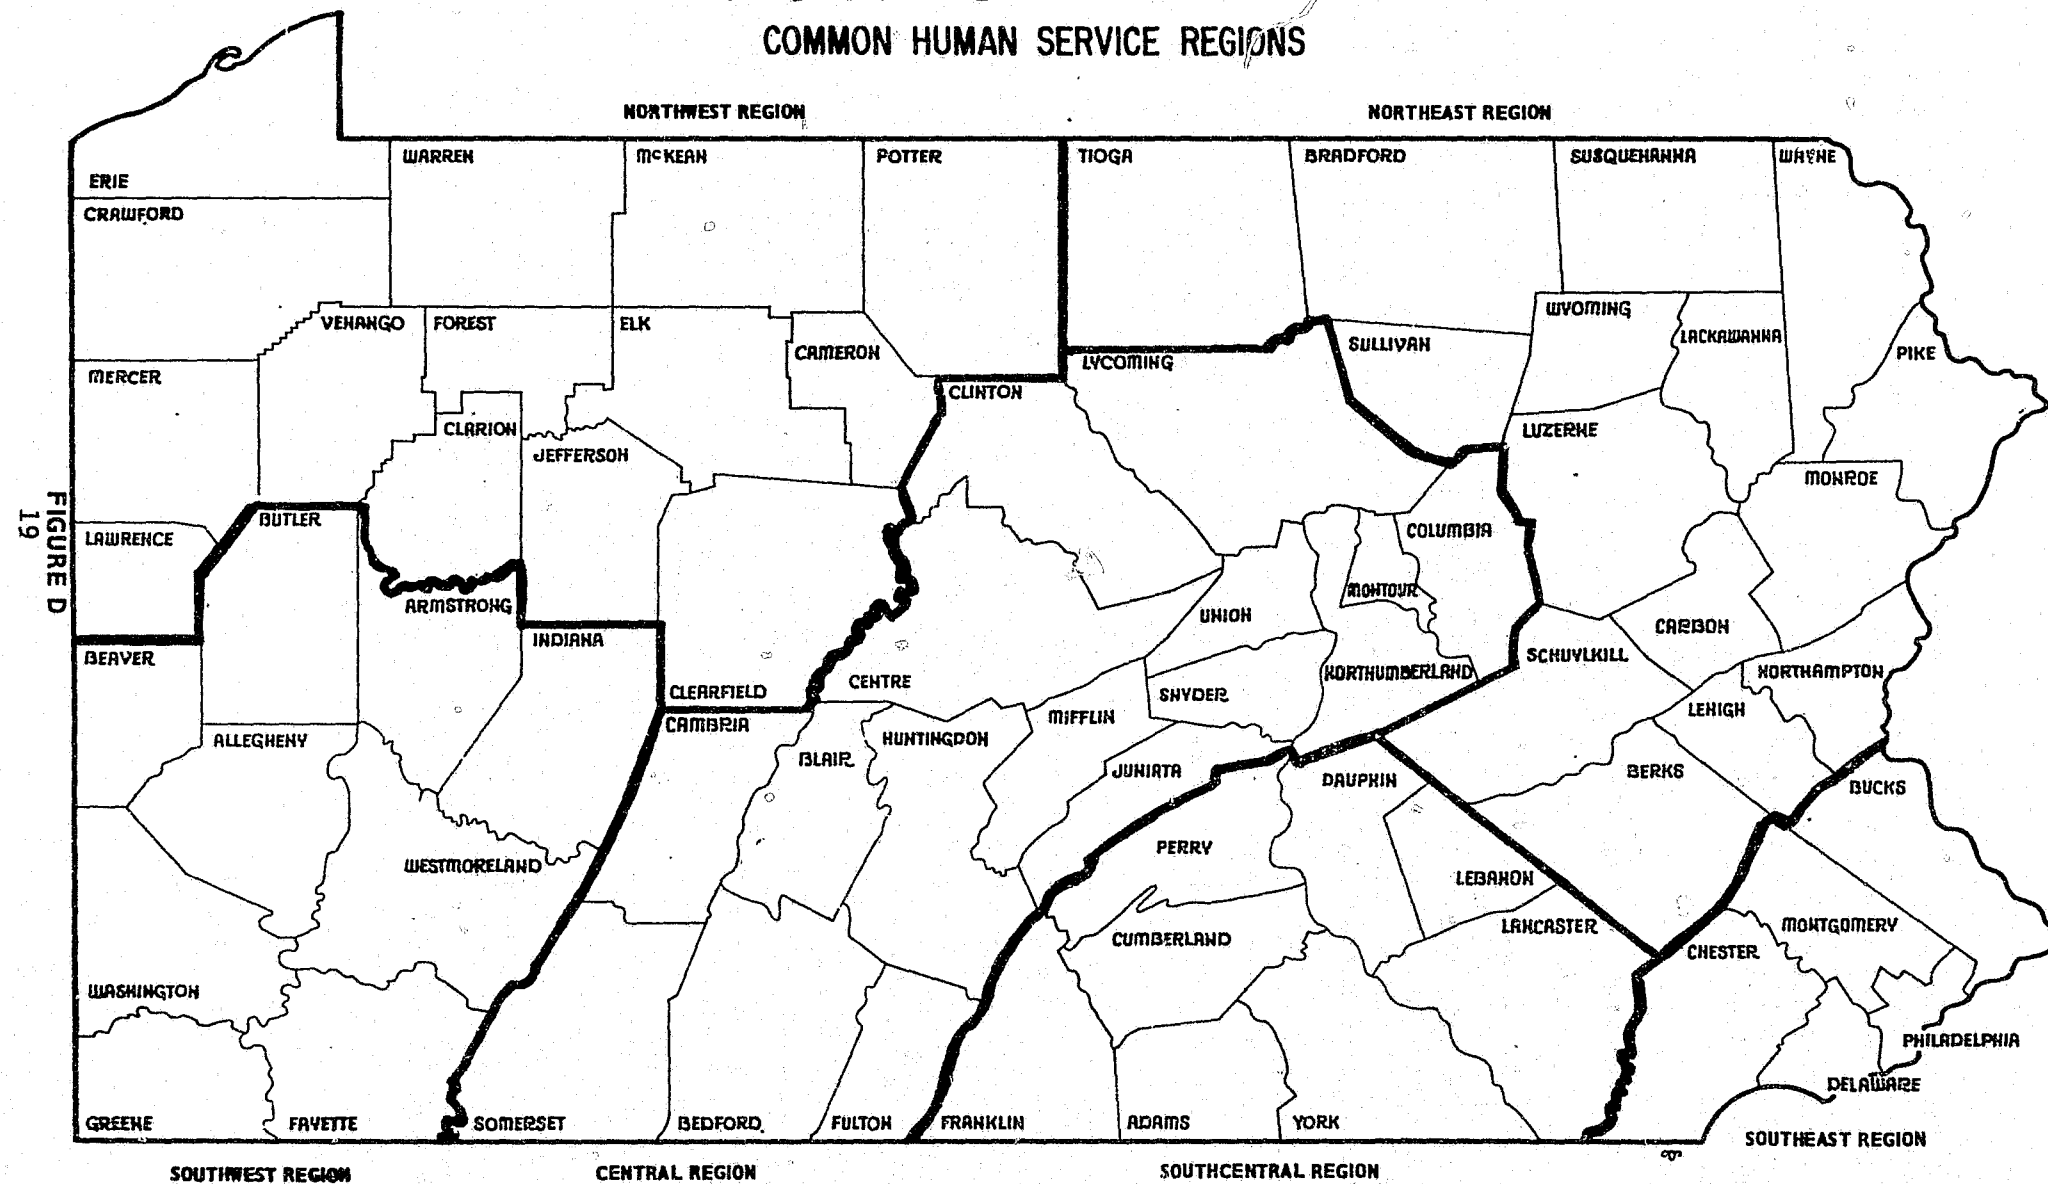 COMMON HUMAN SERVICE REGIONS
NORTHWEST REGION
NORTHEAST REGION
WARREN
McKEAN
POTTER
TIOGA
BRADFORD
SUSQUEHANNA
WAYNE
ERIE
CRAWFORD
WYOMING
VENANGO
FOREST
ELK
LACKAWANNA
SULLIVAN
CAMERON
PIKE
LYCOMING
MERCER
CLINTON
CLARION
LUZERNE
JEFFERSON
MONROE
BUTLER
COLUMBIA
LAWRENCE
MONTOUR
ARMSTRONG
UNION
CARBON
INDIANA
BEAVER
SCHUYLKILL
NORTHUMBERLAND
NORTHAMPTON
CENTRE
CLEARFIELD
SNYDER
LEHIGH
MIFFLIN
CAMBRIA
HUNTINGDON
ALLEGHENY
BLAIR
JUNIATA
BERKS
DAUPHIN
BUCKS
PERRY
WESTMORELAND
LEBANON
MONTGOMERY
LANCASTER
CUMBERLAND
CHESTER
WASHINGTON
PHILADELPHIA
DELAWARE
GREENE
FAYETTE
SOMERSET
BEDFORD
FULTON
FRANKLIN
ADAMS
YORK
SOUTHEAST REGION
SOUTHWEST REGION
CENTRAL REGION
SOUTHCENTRAL REGION
FIGURE D
19